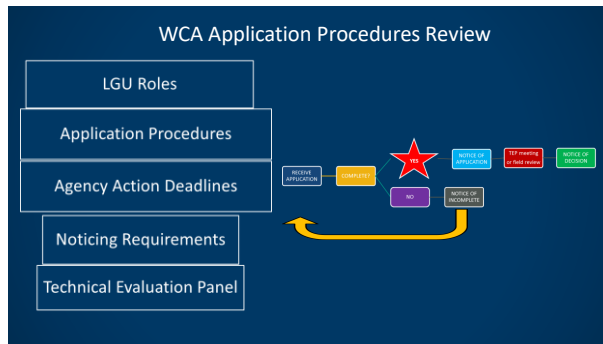 WCA Application Procedures Review
LGU Roles
Application Procedures
Agency Action Deadlines
Noticing Requirements
Technical Evaluation Panel
RECEIVE
APPLICATION
COMPLETE?
YES
NOTICE OF
APPLICATION
TEP meeting
or field review
NOTICE OF
DECISION
NO
NOTICE OF
INCOMPLETE